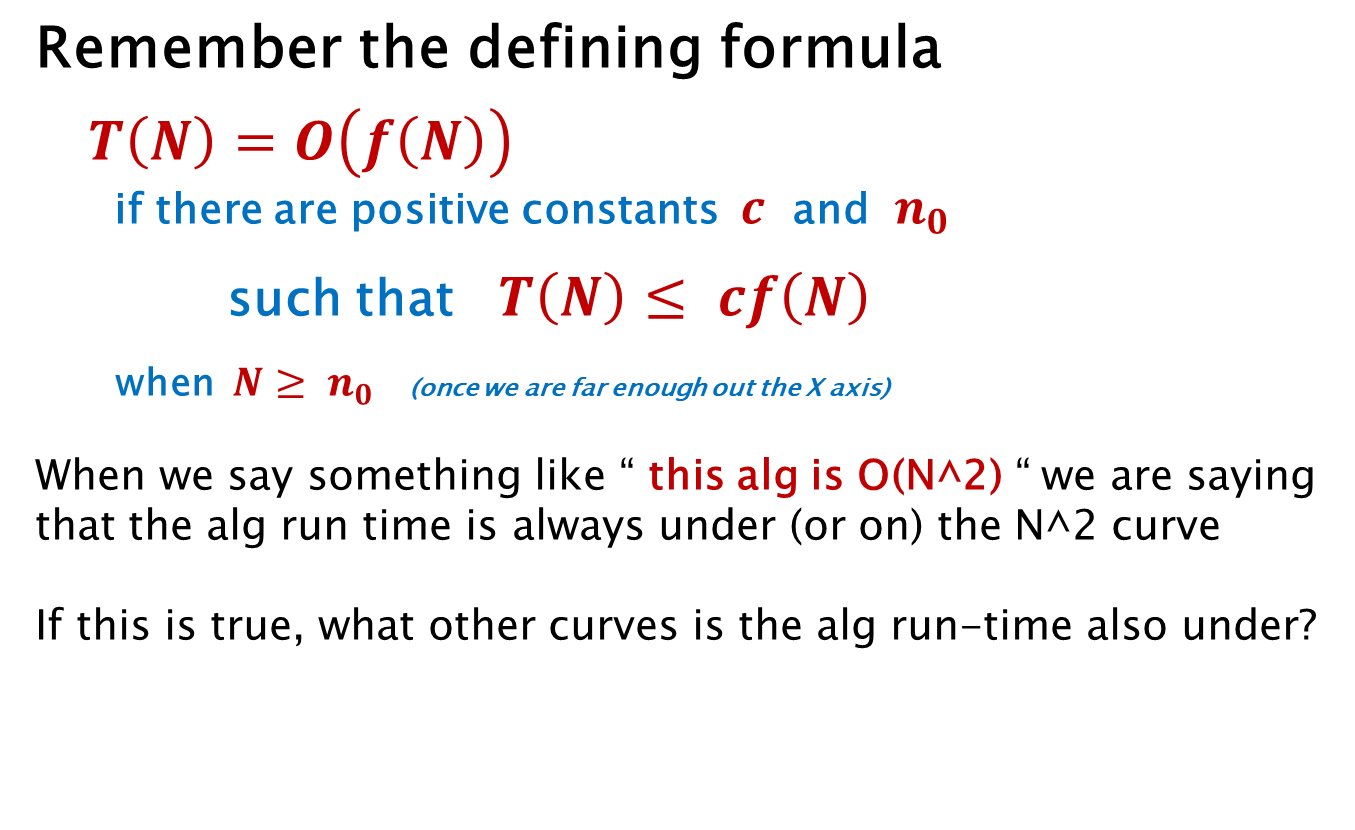 Remember the defining formula
T(N) = O(f(N))
if there are positive constants c and n₀
such that T(N) ≤ cf(N)
when N ≥ n₀ (once we are far enough out the X axis)
When we say something like “ this alg is O(N^2) “ we are saying
that the alg run time is always under (or on) the N^2 curve
If this is true, what other curves is the alg run-time also under?